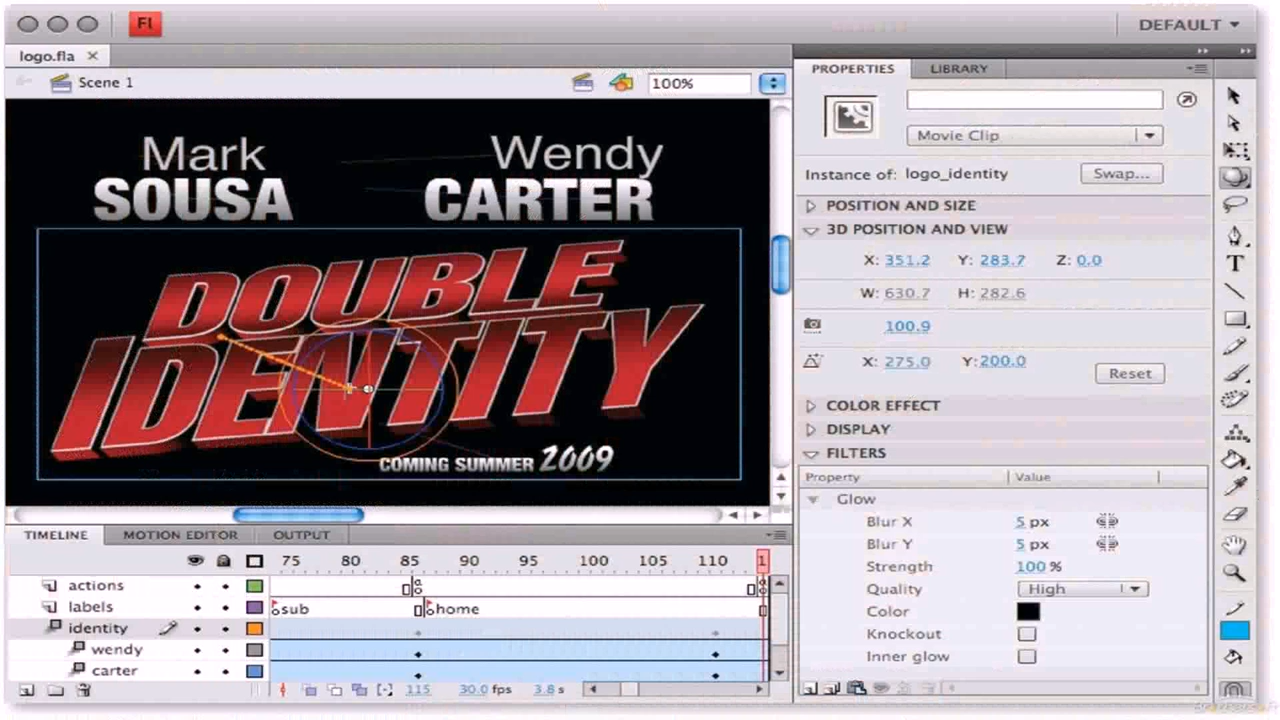 Fl
DEFAULT
logo.fla
Scene 1
100%
Mark
SOUSA
Wendy
CARTER
DOUBLE
IDENTITY
COMING SUMMER 2009
PROPERTIES LIBRARY
Movie Clip
Instance of: logo_identity Swap...
POSITION AND SIZE
3D POSITION AND VIEW
X: 351.2 Y: 283.7 Z: 0.0
W: 630.7 H: 282.6
100.9
X: 275.0 Y: 200.0
Reset
COLOR EFFECT
DISPLAY
FILTERS
Property Value
Glow
Blur X 5 px
Blur Y 5 px
Strength 100 %
Quality High
Color
Knockout
Inner glow
TIMELINE MOTION EDITOR OUTPUT
75 80 85 90 95 100 105 110 1
actions
labels sub home
identity
wendy
carter
115 30.0 fps 3.8 s